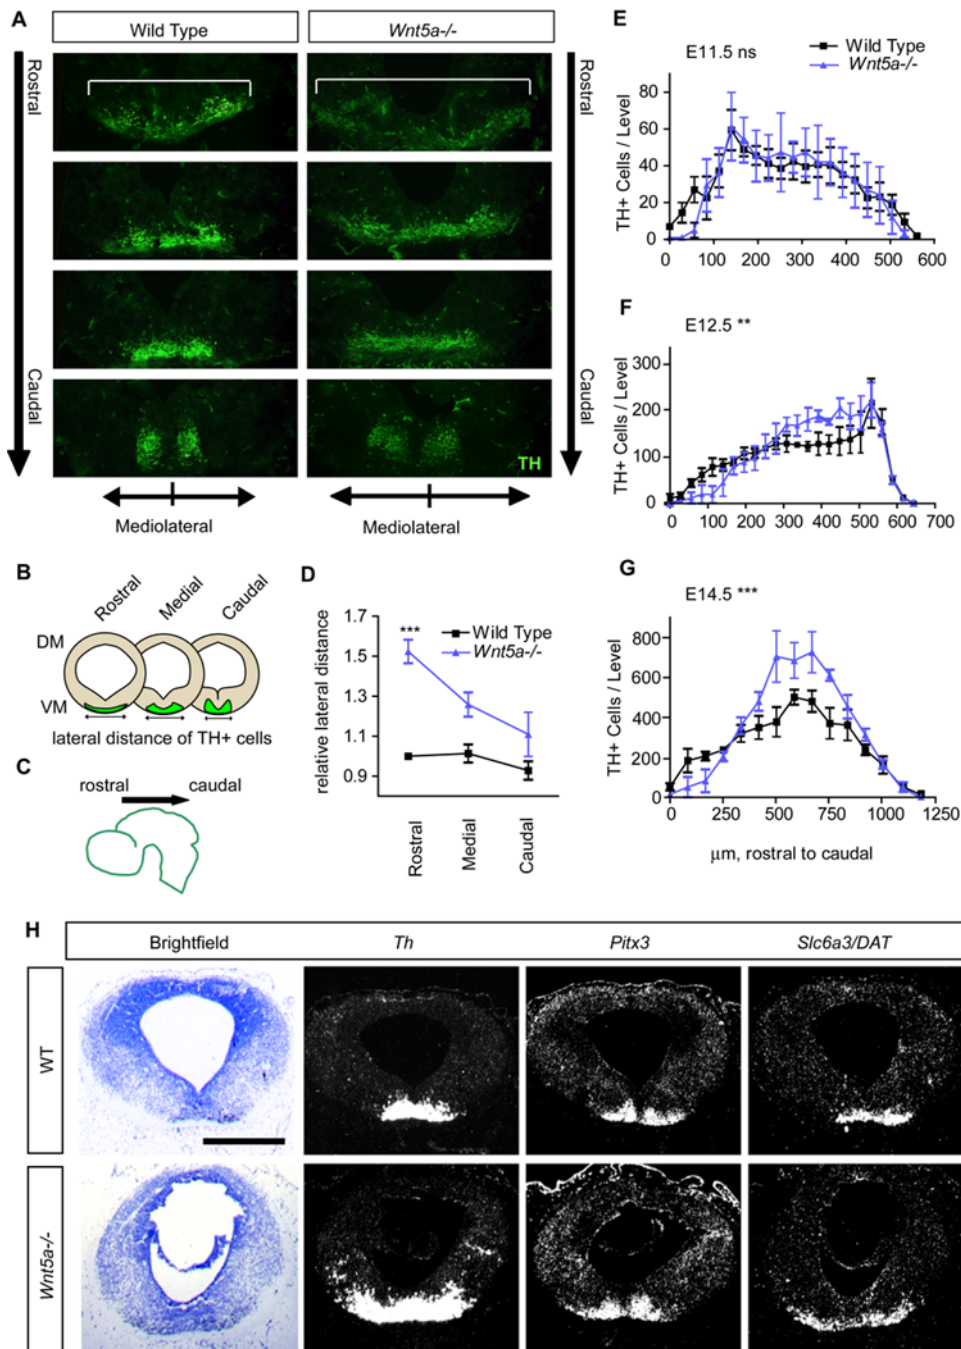 A
Wild Type
Wnt5a-/-
Rostral
Caudal
Rostral
Caudal
TH
Mediolateral
Mediolateral
B
Rostral
Medial
Caudal
DM
VM
lateral distance of TH+ cells
C
rostral
caudal
D
relative lateral distance
1.7
1.5
1.3
1.1
0.9
***
Wild Type
Wnt5a-/-
Rostral
Medial
Caudal
E
E11.5 ns
Wild Type
Wnt5a-/-
TH+ Cells / Level
80
60
40
20
0
0 100 200 300 400 500 600
F
E12.5 **
TH+ Cells / Level
300
200
100
0
0 100 200 300 400 500 600 700
G
E14.5 ***
TH+ Cells / Level
800
600
400
200
0
0 250 500 750 1000 1250
µm, rostral to caudal
H
Brightfield
Th
Pitx3
Slc6a3/DAT
WT
Wnt5a-/-